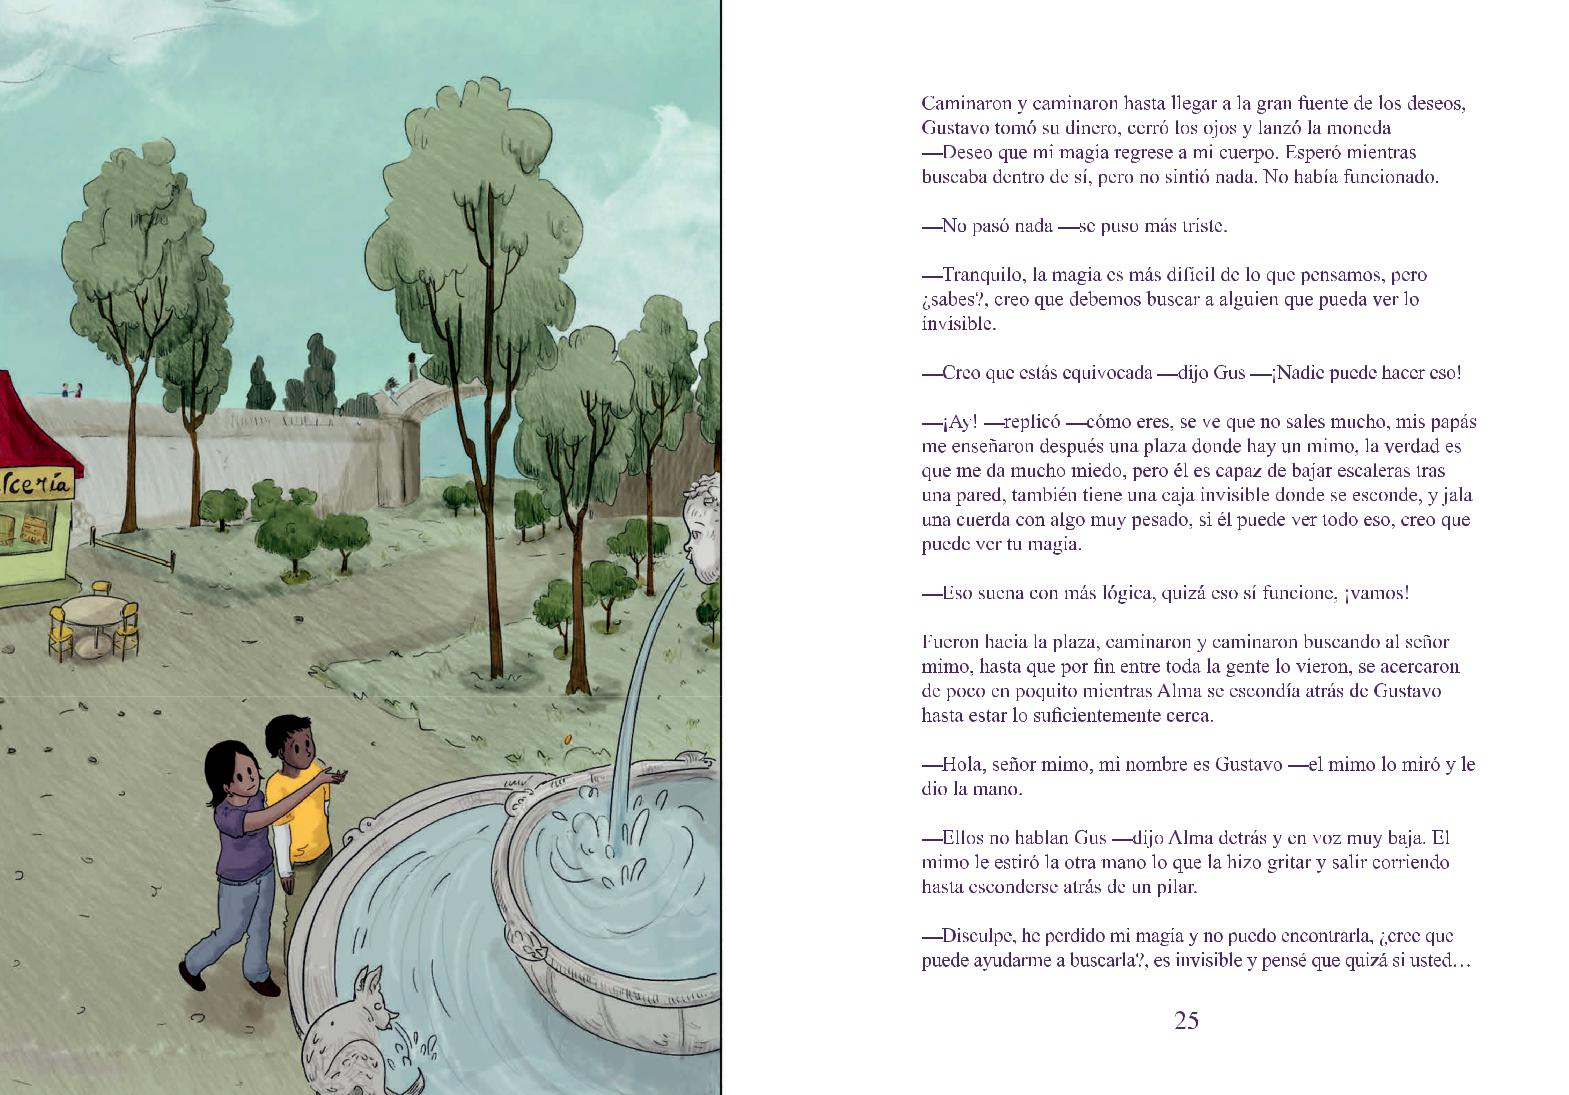 lcería
Caminaron y caminaron hasta llegar a la gran fuente de los deseos,
Gustavo tomó su dinero, cerró los ojos y lanzó la moneda
—Deseo que mi magia regrese a mi cuerpo. Esperó mientras
buscaba dentro de sí, pero no sintió nada. No había funcionado.
—No pasó nada —se puso más triste.
—Tranquilo, la magia es más difícil de lo que pensamos, pero
¿sabes?, creo que debemos buscar a alguien que pueda ver lo
invisible.
—Creo que estás equivocada —dijo Gus —¡Nadie puede hacer eso!
—¡Ay! —replicó —cómo eres, se ve que no sales mucho, mis papás
me enseñaron después una plaza donde hay un mimo, la verdad es
que me da mucho miedo, pero él es capaz de bajar escaleras tras
una pared, también tiene una caja invisible donde se esconde, y jala
una cuerda con algo muy pesado, si él puede ver todo eso, creo que
puede ver tu magia.
—Eso suena con más lógica, quizá eso sí funcione, ¡vamos!
Fueron hacia la plaza, caminaron y caminaron buscando al señor
mimo, hasta que por fin entre toda la gente lo vieron, se acercaron
de poco en poquito mientras Alma se escondía atrás de Gustavo
hasta estar lo suficientemente cerca.
—Hola, señor mimo, mi nombre es Gustavo —el mimo lo miró y le
dio la mano.
—Ellos no hablan Gus —dijo Alma detrás y en voz muy baja. El
mimo le estiró la otra mano lo que la hizo gritar y salir corriendo
hasta esconderse atrás de un pilar.
—Disculpe, he perdido mi magia y no puedo encontrarla, ¿cree que
puede ayudarme a buscarla?, es invisible y pensé que quizá si usted…
25